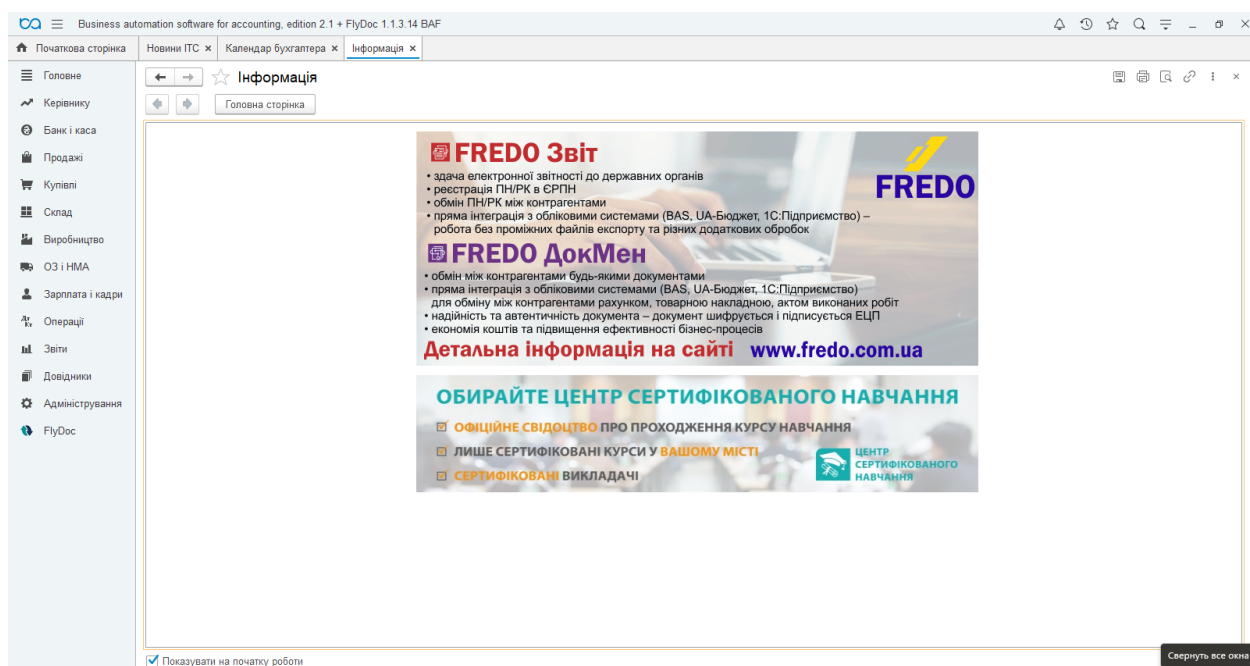 Business automation software for accounting, edition 2.1 + FlyDoc 1.1.3.14 BAF
Початкова сторінка
Новини ІТС ×
Календар бухгалтера ×
Інформація ×
Головне
Керівнику
Банк і каса
Продажі
Купівлі
Склад
Виробництво
ОЗ і НМА
Зарплата і кадри
Операції
Звіти
Довідники
Адміністрування
FlyDoc
Інформація
Головна сторінка
FREDO Звіт
• здача електронної звітності до державних органів
• реєстрація ПН/РК в ЄРПН
• обмін ПН/РК між контрагентами
• пряма інтеграція з обліковими системами (BAS, UA-Бюджет, 1С:Підприємство) –
робота без проміжних файлів експорту та різних додаткових обробок
FREDO
FREDO ДокМен
• обмін між контрагентами будь-якими документами
• пряма інтеграція з обліковими системами (BAS, UA-Бюджет, 1С:Підприємство)
для обміну між контрагентами рахунком, товарною накладною, актом виконаних робіт
• надійність та автентичність документа – документ шифрується і підписується ЕЦП
• економія коштів та підвищення ефективності бізнес-процесів
Детальна інформація на сайті www.fredo.com.ua
ОБИРАЙТЕ ЦЕНТР СЕРТИФІКОВАНОГО НАВЧАННЯ
ОФІЦІЙНЕ СВІДОЦТВО ПРО ПРОХОДЖЕННЯ КУРСУ НАВЧАННЯ
ЛИШЕ СЕРТИФІКОВАНІ КУРСИ У ВАШОМУ МІСТІ
СЕРТИФІКОВАНІ ВИКЛАДАЧІ
ЦЕНТР
СЕРТИФІКОВАНОГО
НАВЧАННЯ
Показувати на початку роботи
Свернуть все окна